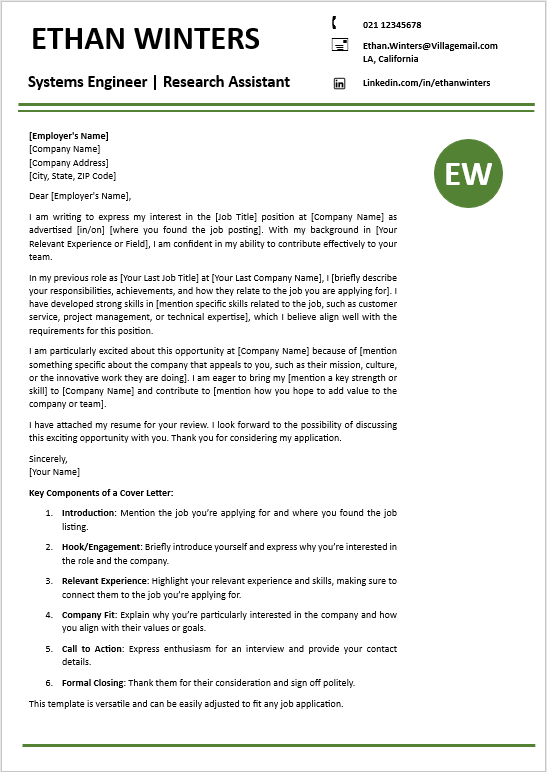 ETHAN WINTERS
Systems Engineer | Research Assistant
021 12345678
Ethan.Winters@Villagemail.com
LA, California
in
Linkedin.com/in/ethanwinters
EW
[Employer's Name]
[Company Name]
[Company Address]
[City, State, ZIP Code]
Dear [Employer's Name],
I am writing to express my interest in the [Job Title] position at [Company Name] as
advertised [in/on] [where you found the job posting]. With my background in [Your
Relevant Experience or Field], I am confident in my ability to contribute effectively to your
team.
In my previous role as [Your Last Job Title] at [Your Last Company Name], I [briefly describe
your responsibilities, achievements, and how they relate to the job you are applying for]. I
have developed strong skills in [mention specific skills related to the job, such as customer
service, project management, or technical expertise], which I believe align well with the
requirements for this position.
I am particularly excited about this opportunity at [Company Name] because of [mention
something specific about the company that appeals to you, such as their mission, culture,
or the innovative work they are doing]. I am eager to bring my [mention a key strength or
skill] to [Company Name] and contribute to [mention how you hope to add value to the
company or team].
I have attached my resume for your review. I look forward to the possibility of discussing
this exciting opportunity with you. Thank you for considering my application.
Sincerely,
[Your Name]
Key Components of a Cover Letter:
1. Introduction: Mention the job you're applying for and where you found the job
listing.
2. Hook/Engagement: Briefly introduce yourself and express why you're interested in
the role and the company.
3. Relevant Experience: Highlight your relevant experience and skills, making sure to
connect them to the job you're applying for.
4. Company Fit: Explain why you're particularly interested in the company and how
you align with their values or goals.
5. Call to Action: Express enthusiasm for an interview and provide your contact
details.
6. Formal Closing: Thank them for their consideration and sign off politely.
This template is versatile and can be easily adjusted to fit any job application.